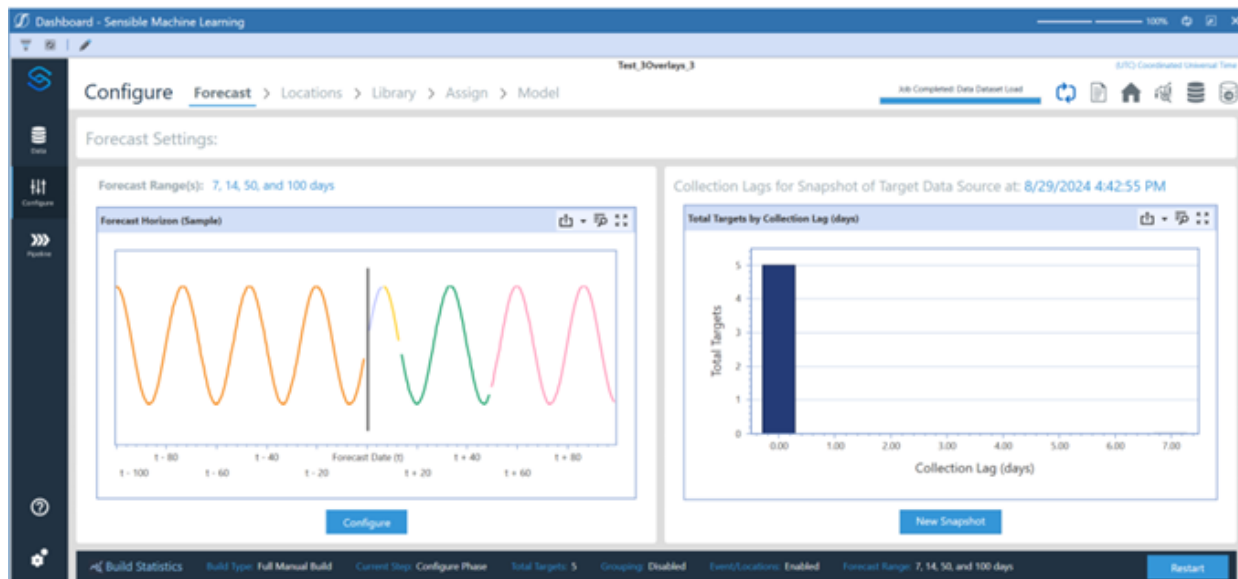 Dashboard - Sensible Machine Learning
100%
Test_3Overlays_3
(UTC) Coordinated Universal Time
Configure Forecast > Locations > Library > Assign > Model
Job Completed: Data Dataset Load
Data
Configure
Pipeline
Forecast Settings:
Forecast Range(s): 7, 14, 50, and 100 days
Forecast Horizon (Sample)
t - 80 t - 40 Forecast Date (t) t + 40 t + 80
t - 100 t - 60 t - 20 t + 20 t + 60
Configure
Collection Lags for Snapshot of Target Data Source at: 8/29/2024 4:42:55 PM
Total Targets by Collection Lag (days)
Total Targets
5
4
3
2
1
0
0.00 1.00 2.00 3.00 4.00 5.00 6.00 7.00
Collection Lag (days)
New Snapshot
Build Statistics Build Type: Full Manual Build Current Step: Configure Phase Total Targets: 5 Grouping: Disabled Event/Locations: Enabled Forecast Range: 7, 14, 50, and 100 days Restart